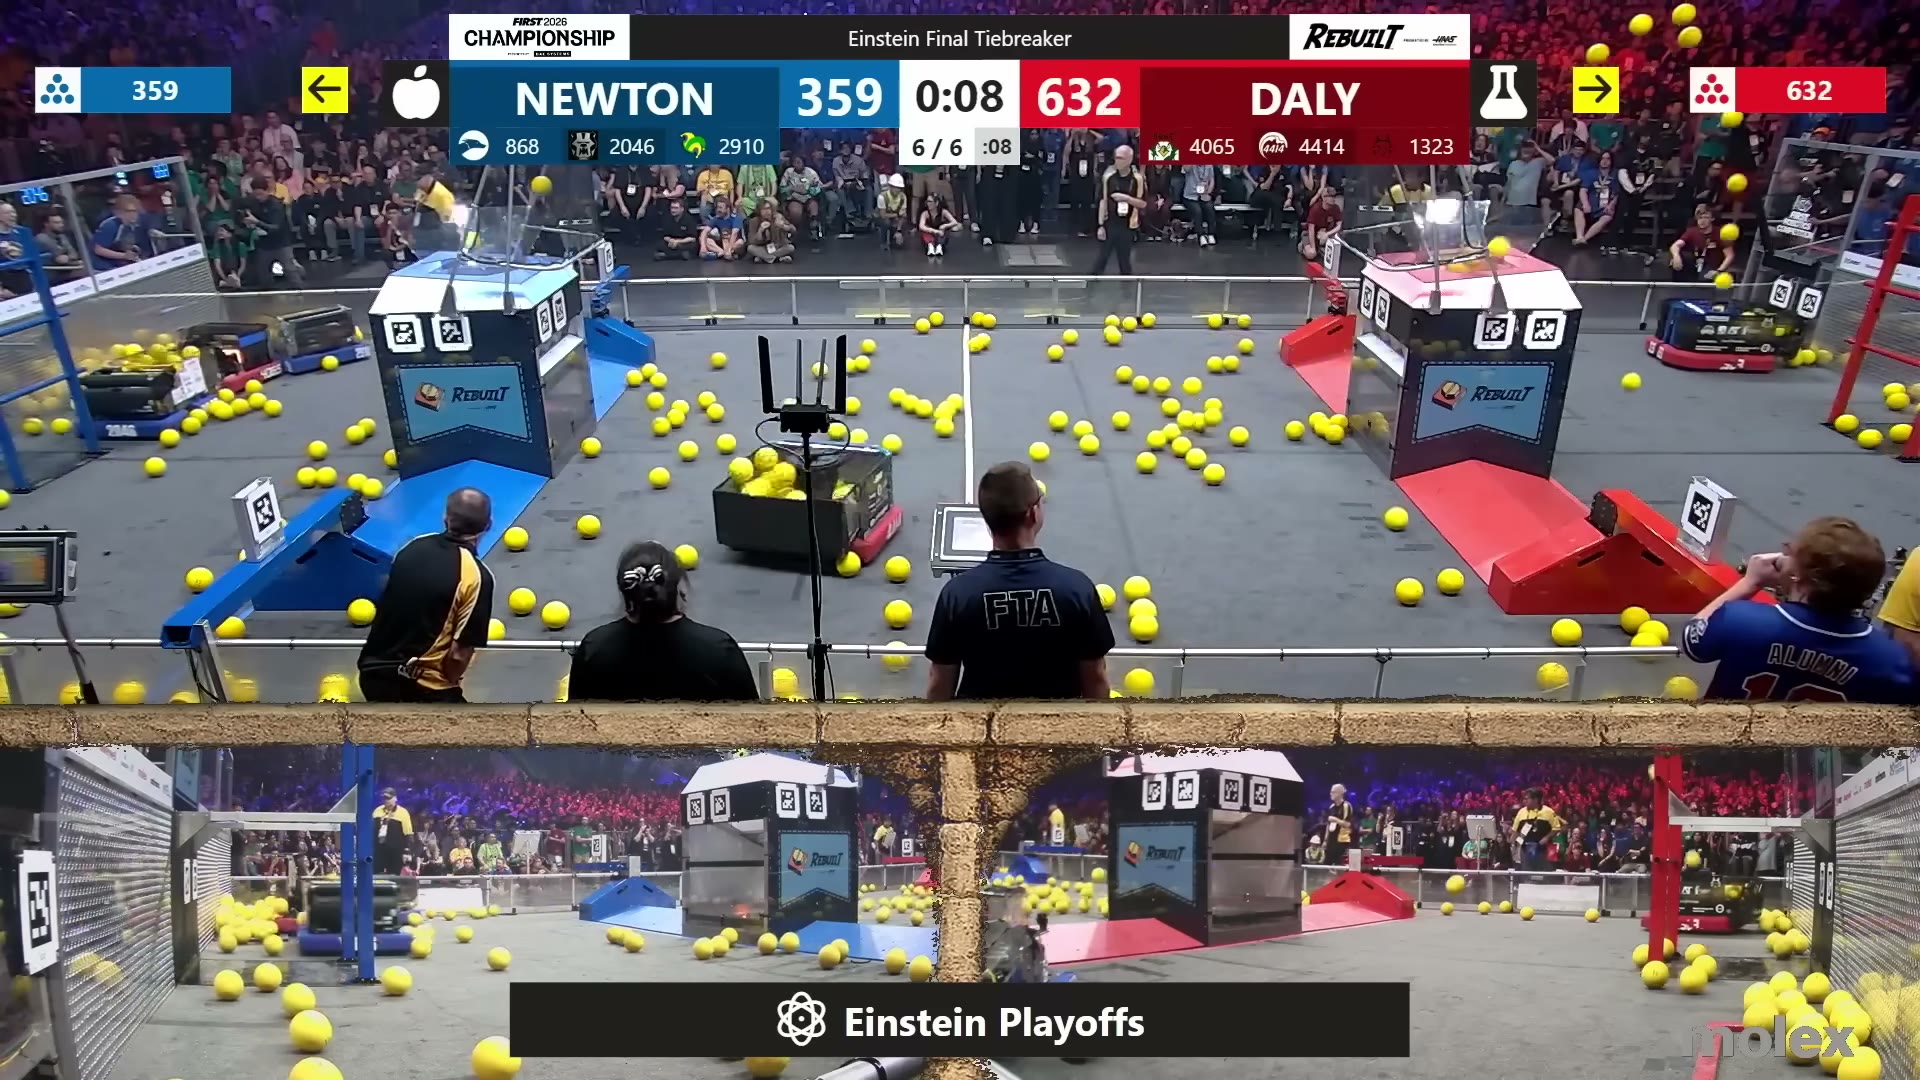 FIRST 2026
CHAMPIONSHIP
Einstein Final Tiebreaker
REBUILT
359
NEWTON
359
0:08
632
DALY
632
868
2046
2910
6 / 6
:08
4065
4414
1323
REBUILT
REBUILT
2046
FTA
ALUMNI
REBUILT
REBUILT
Einstein Playoffs
molex